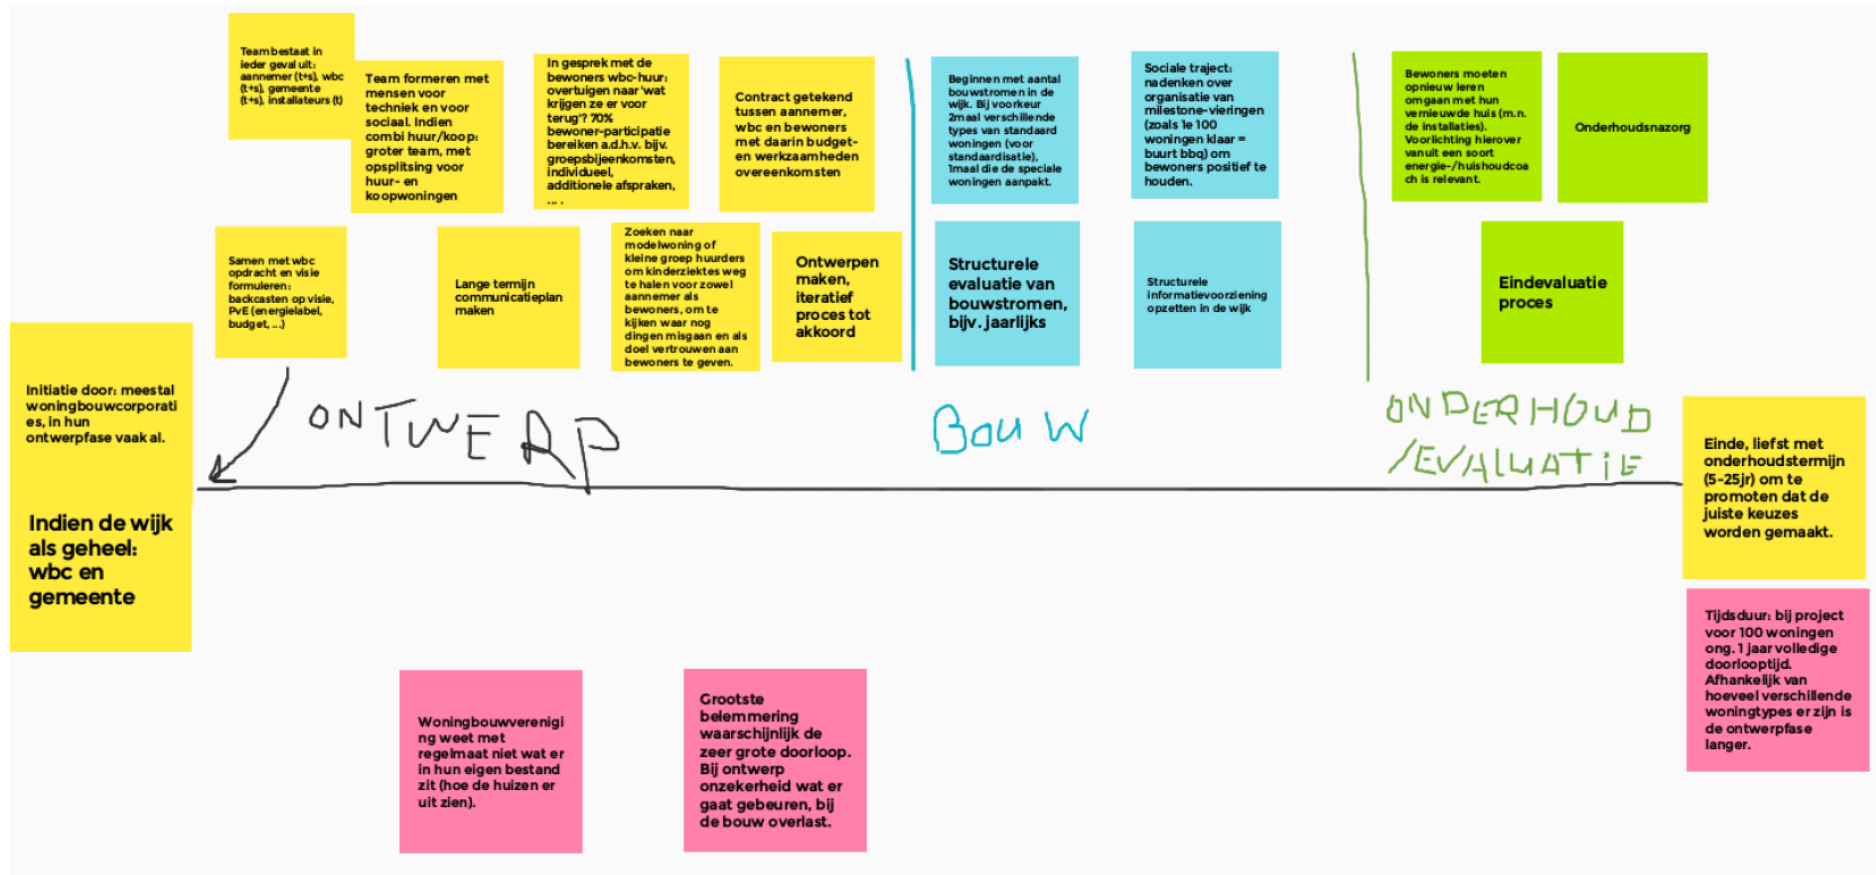 Team bestaat in
ieder geval uit:
aannemer (t+s), wbc
(t+s), gemeente
(t+s), installateurs (t)
Team formeren met
mensen voor
techniek en voor
sociaal. Indien
combi huur/koop:
groter team, met
opsplitsing voor
huur- en
koopwoningen
In gesprek met de
bewoners wbc-huur:
overtuigen naar 'wat
krijgen ze er voor
terug'? 70%
bewoner-participatie
bereiken a.d.h.v. bijv.
groepsbijeenkomsten,
individueel,
additionele afspraken,
... .
Contract getekend
tussen aannemer,
wbc en bewoners
met daarin budget-
en werkzaamheden
overeenkomsten
Beginnen met aantal
bouwstromen in de
wijk. Bij voorkeur
2maal verschillende
types van standaard
woningen (voor
standaardisatie),
1maal die de speciale
woningen aanpakt.
Sociale traject:
nadenken over
organisatie van
milestone-vieringen
(zoals 1e 100
woningen klaar =
buurt bbq) om
bewoners positief te
houden.
Bewoners moeten
opnieuw leren
omgaan met hun
vernieuwde huis (m.n.
de installaties).
Voorlichting hierover
vanuit een soort
energie-/huishoudcoa
ch is relevant.
Onderhoudsnazorg
Samen met wbc
opdracht en visie
formuleren:
backcasten op visie,
PvE (energielabel,
budget, ...)
Lange termijn
communicatieplan
maken
Zoeken naar
modelwoning of
kleine groep huurders
om kinderziektes weg
te halen voor zowel
aannemer als
bewoners, om te
kijken waar nog
dingen misgaan en als
doel vertrouwen aan
bewoners te geven.
Ontwerpen
maken,
iteratief
proces tot
akkoord
Structurele
evaluatie van
bouwstromen,
bijv. jaarlijks
Structurele
informatievoorziening
opzetten in de wijk
Eindevaluatie
proces
Initiatie door: meestal
woningbouwcorporati
es, in hun
ontwerpfase vaak al.
Indien de wijk
als geheel:
wbc en
gemeente
ONTWERP
BOUW
ONDERHOUD
/EVALUATIE
Einde, liefst met
onderhoudstermijn
(5-25jr) om te
promoten dat de
juiste keuzes
worden gemaakt.
Tijdsduur: bij project
voor 100 woningen
ong. 1 jaar volledige
doorlooptijd.
Afhankelijk van
hoeveel verschillende
woningtypes er zijn is
de ontwerpfase
langer.
Woningbouwverenigi
ng weet met
regelmaat niet wat er
in hun eigen bestand
zit (hoe de huizen er
uit zien).
Grootste
belemmering
waarschijnlijk de
zeer grote doorloop.
Bij ontwerp
onzekerheid wat er
gaat gebeuren, bij
de bouw overlast.